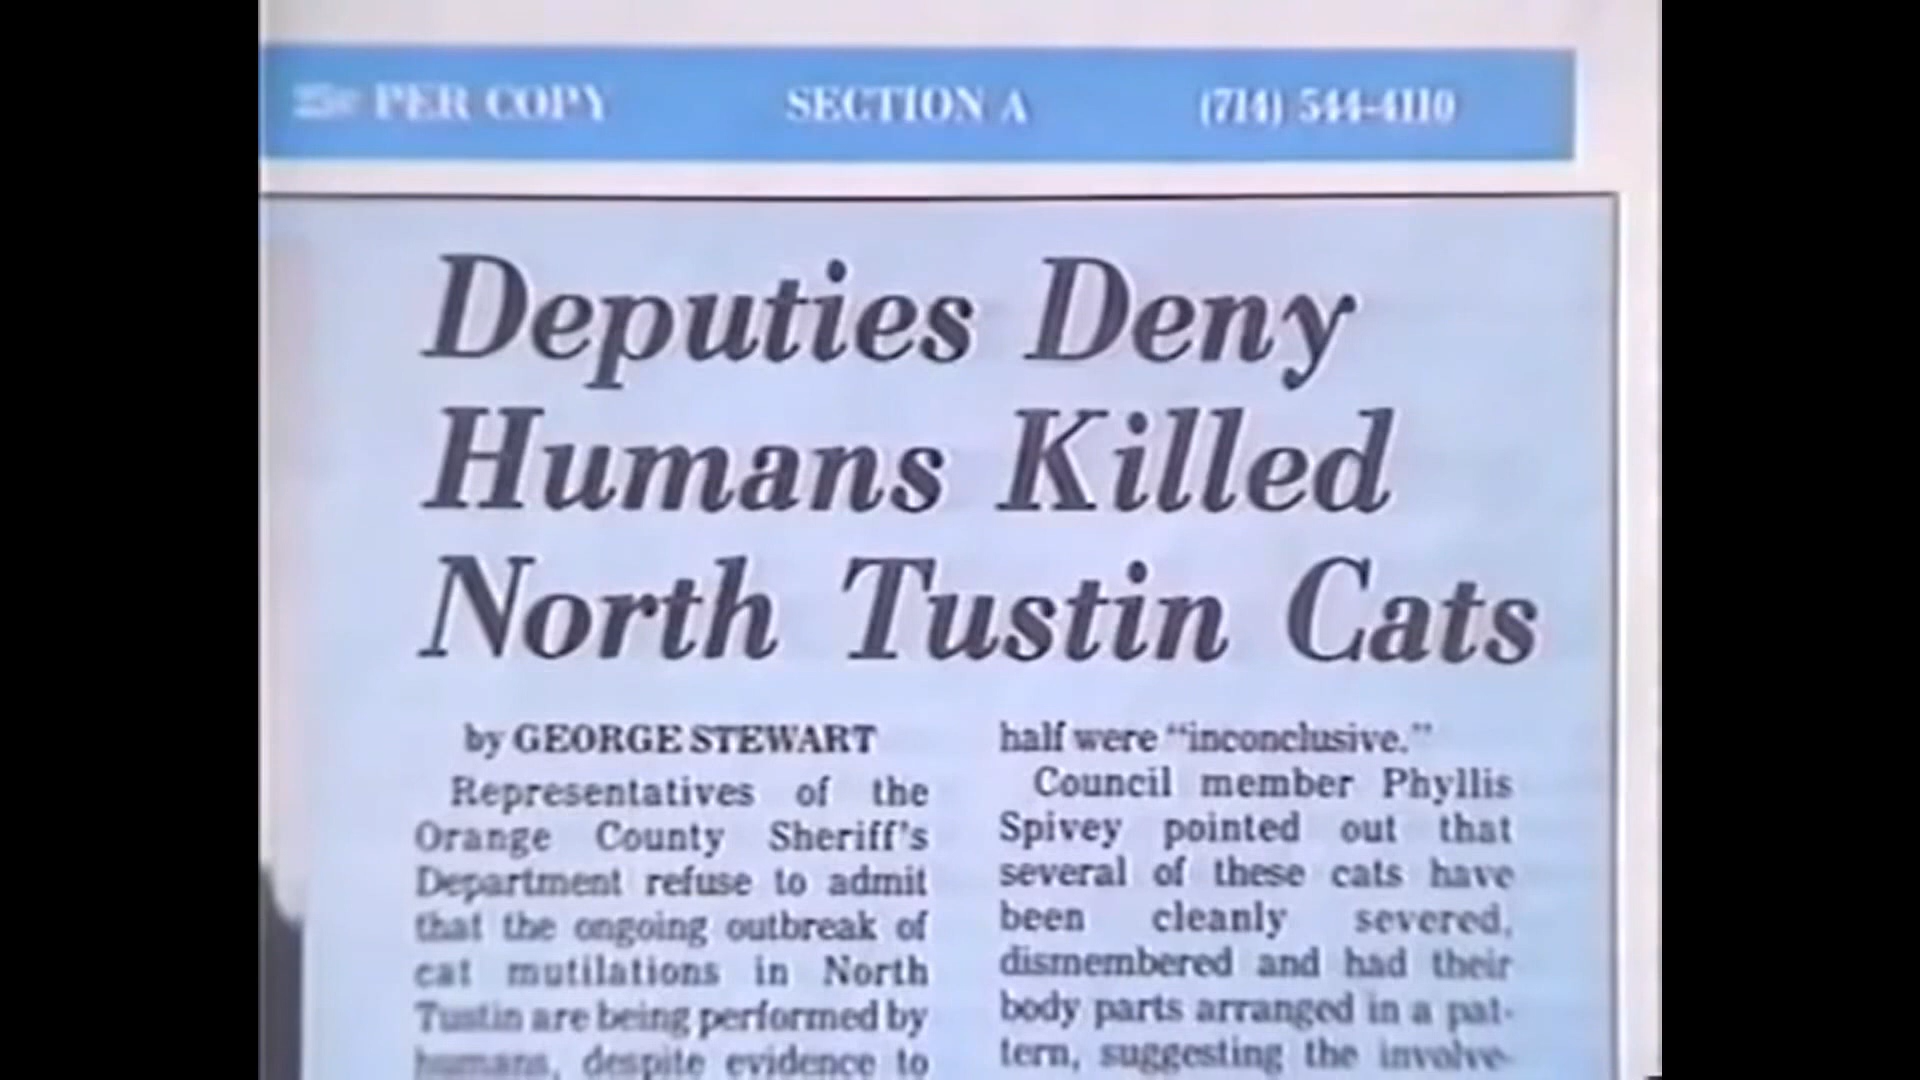 PER COPY SECTION A (714) 544-4110
Deputies Deny
Humans Killed
North Tustin Cats
by GEORGE STEWART
Representatives of the
Orange County Sheriff's
Department refuse to admit
that the ongoing outbreak of
cat mutilations in North
Tustin are being performed by
humans, despite evidence to
half were "inconclusive."
Council member Phyllis
Spivey pointed out that
several of these cats have
been cleanly severed,
dismembered and had their
body parts arranged in a pat-
tern, suggesting the involve-